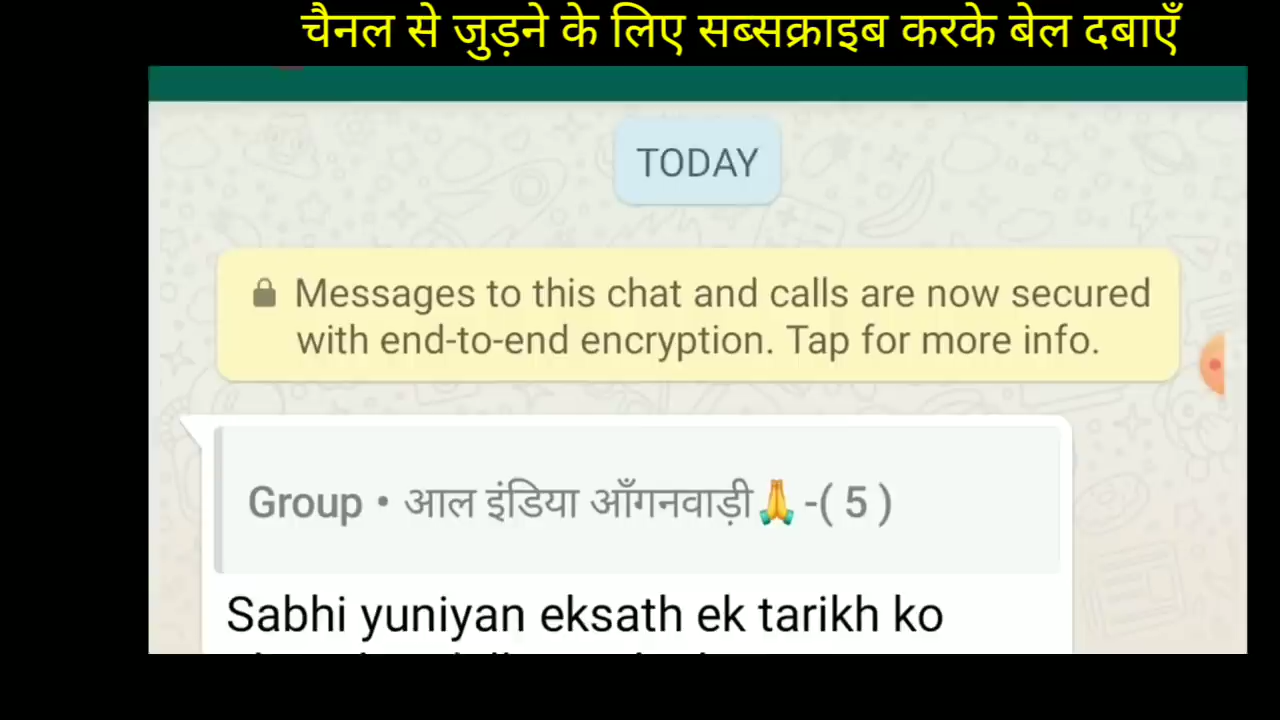 चैनल से जुड़ने के लिए सब्सक्राइब करके बेल दबाएँ
TODAY
Messages to this chat and calls are now secured
with end-to-end encryption. Tap for more info.
Group • आल इंडिया आँगनवाड़ी🙏 -( 5 )
Sabhi yuniyan eksath ek tarikh ko